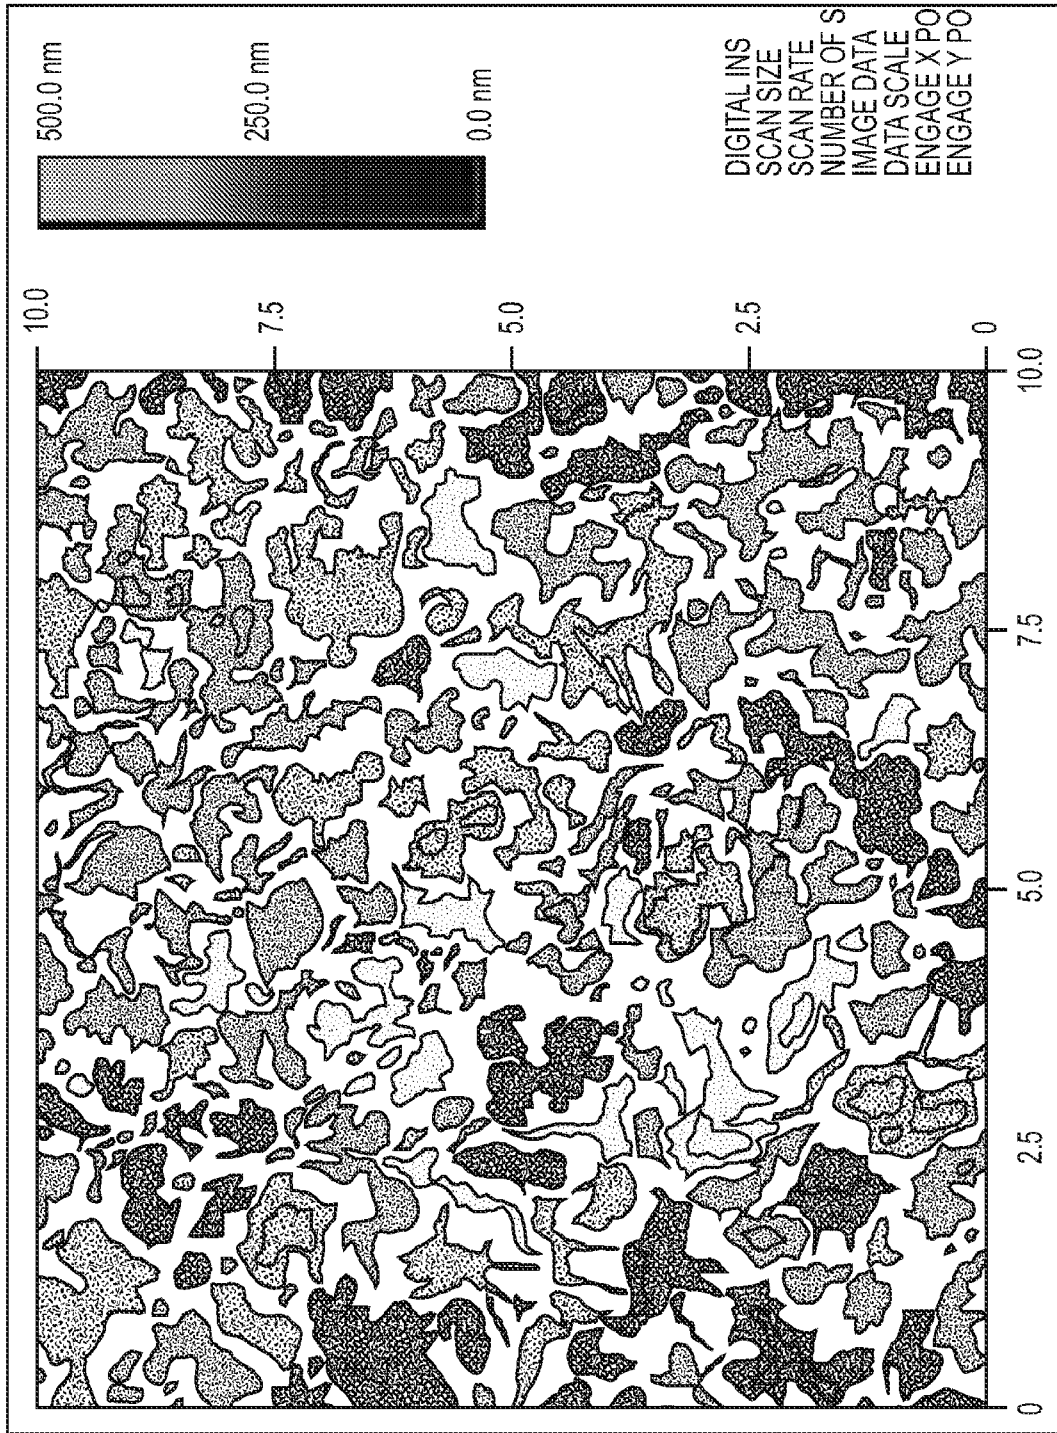 500.0 nm
250.0 nm
0.0 nm
DIGITAL INS
SCAN SIZE
SCAN RATE
NUMBER OF S
IMAGE DATA
DATA SCALE
ENGAGE X PO
ENGAGE Y PO
10.0
7.5
5.0
2.5
0
10.0
7.5
5.0
2.5
0